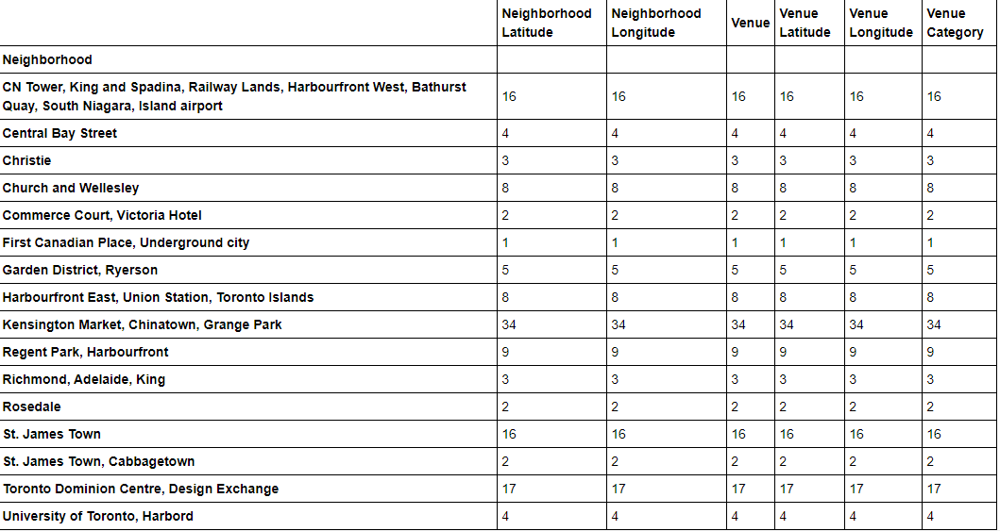 Neighborhood Latitude Neighborhood Longitude Venue Venue Latitude Venue Longitude Venue Category
Neighborhood
CN Tower, King and Spadina, Railway Lands, Harbourfront West, Bathurst
Quay, South Niagara, Island airport 16 16 16 16 16 16
Central Bay Street 4 4 4 4 4 4
Christie 3 3 3 3 3 3
Church and Wellesley 8 8 8 8 8 8
Commerce Court, Victoria Hotel 2 2 2 2 2 2
First Canadian Place, Underground city 1 1 1 1 1 1
Garden District, Ryerson 5 5 5 5 5 5
Harbourfront East, Union Station, Toronto Islands 8 8 8 8 8 8
Kensington Market, Chinatown, Grange Park 34 34 34 34 34 34
Regent Park, Harbourfront 9 9 9 9 9 9
Richmond, Adelaide, King 3 3 3 3 3 3
Rosedale 2 2 2 2 2 2
St. James Town 16 16 16 16 16 16
St. James Town, Cabbagetown 2 2 2 2 2 2
Toronto Dominion Centre, Design Exchange 17 17 17 17 17 17
University of Toronto, Harbord 4 4 4 4 4 4